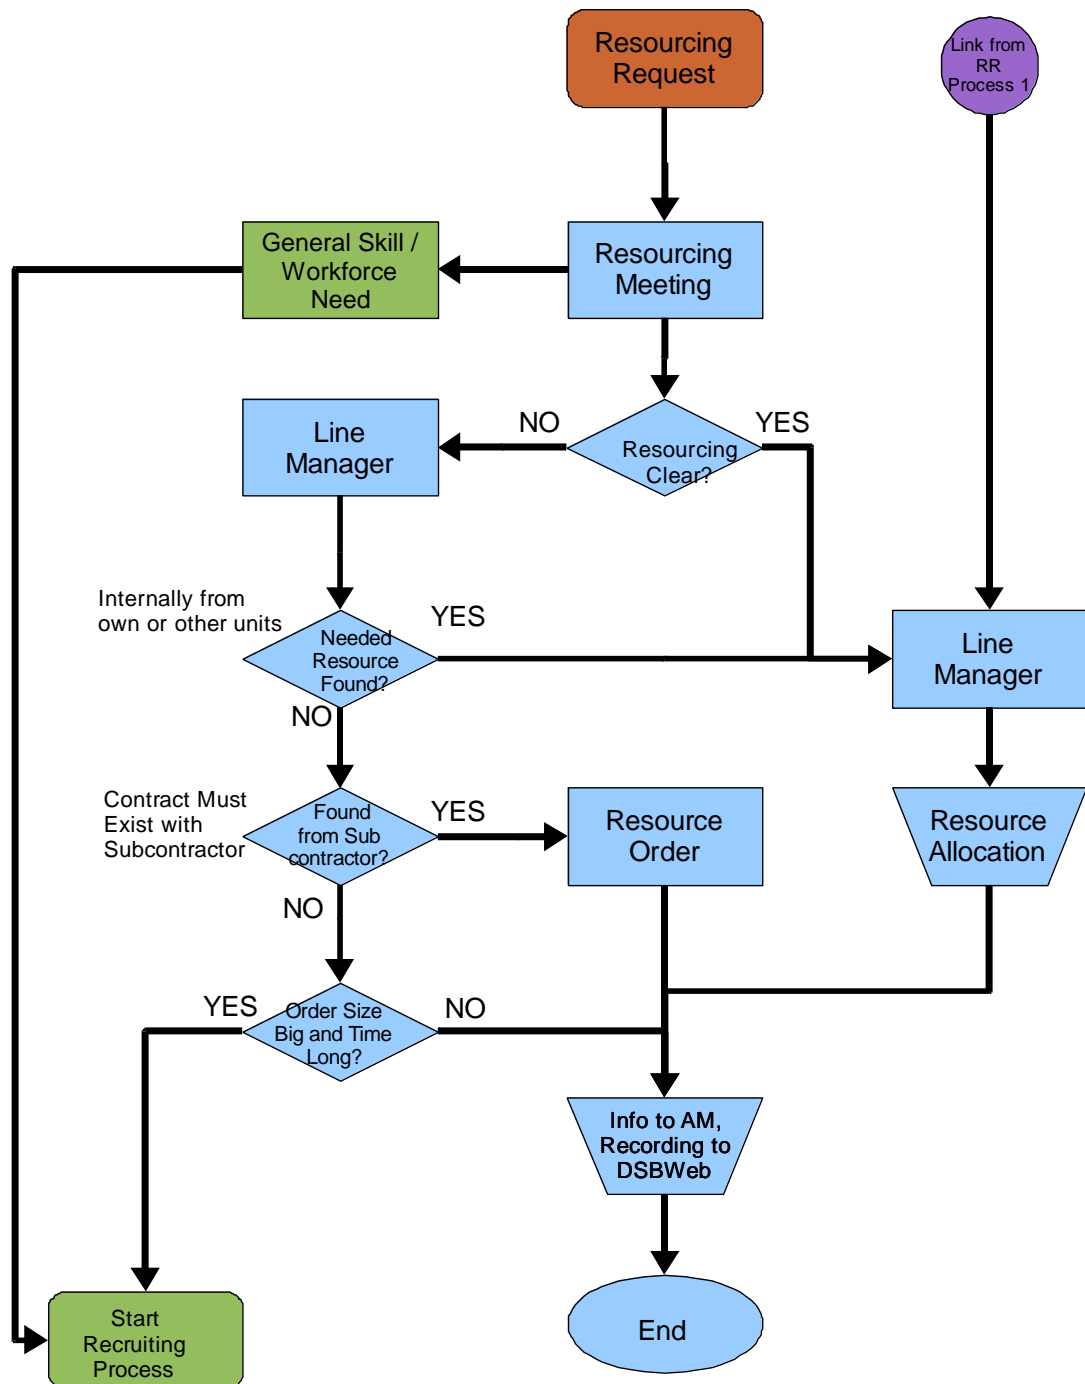 Resourcing
Request
Link from
RR
Process 1
General Skill /
Workforce
Need
Resourcing
Meeting
Line
Manager
NO
YES
Resourcing
Clear?
Internally from
own or other units
YES
Needed
Resource
Found?
NO
Line
Manager
Contract Must
Exist with
Subcontractor
YES
Found
from Sub
contractor?
NO
Resource
Order
Resource
Allocation
YES
Order Size
Big and Time
Long?
NO
Info to AM,
Recording to
DSBWeb
Start
Recruiting
Process
End